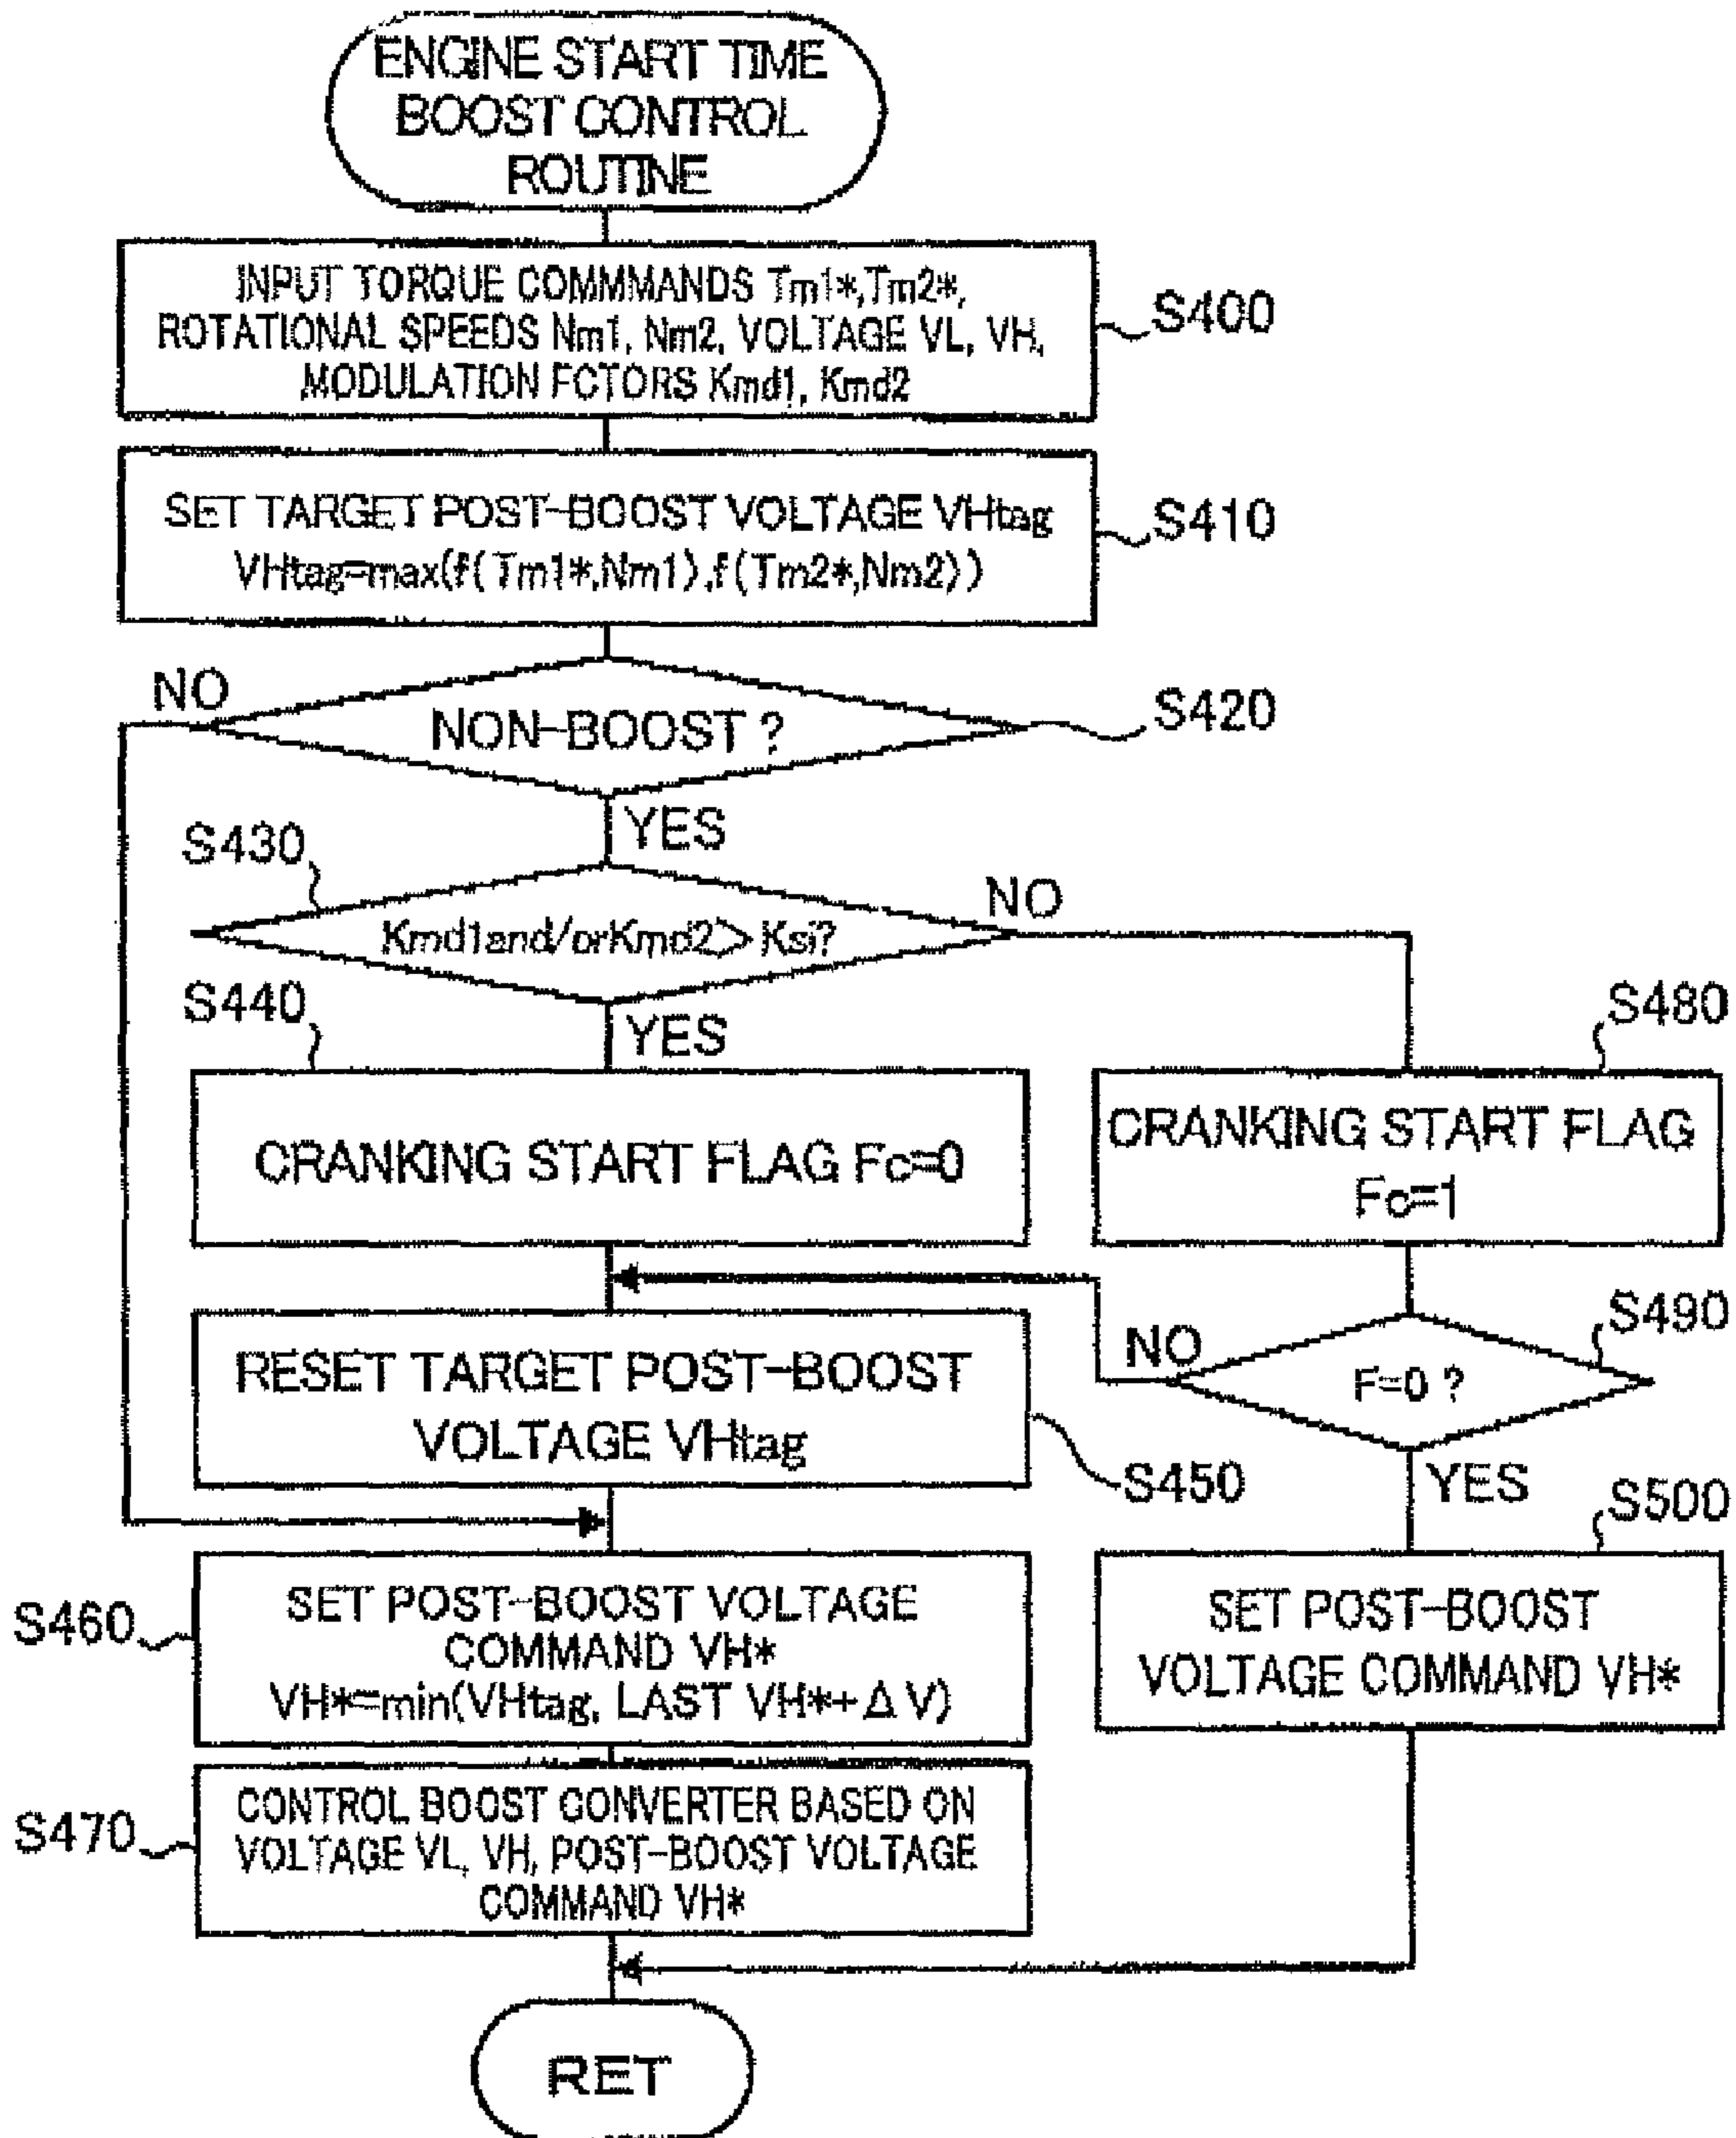 ENGINE START TIME
BOOST CONTROL
ROUTINE
INPUT TORQUE COMMMANDS Tm1*,Tm2*,
ROTATIONAL SPEEDS Nm1, Nm2, VOLTAGE VL, VH,
MODULATION FCTORS Kmd1, Kmd2
S400
SET TARGET POST-BOOST VOLTAGE VHtag
VHtag=max(f(Tm1*,Nm1),f(Tm2*,Nm2))
S410
NO
NON-BOOST ?
S420
YES
S430
Kmd1and/orKmd2> Ksi?
NO
S440
YES
S480
CRANKING START FLAG Fc=0
CRANKING START FLAG
Fc=1
RESET TARGET POST-BOOST
VOLTAGE VHtag
S450
NO
F=0 ?
S490
YES
S500
S460
SET POST-BOOST VOLTAGE
COMMAND VH*
VH*=min(VHtag, LAST VH*+Δ V)
SET POST-BOOST
VOLTAGE COMMAND VH*
S470
CONTROL BOOST CONVERTER BASED ON
VOLTAGE VL, VH, POST-BOOST VOLTAGE
COMMAND VH*
RET